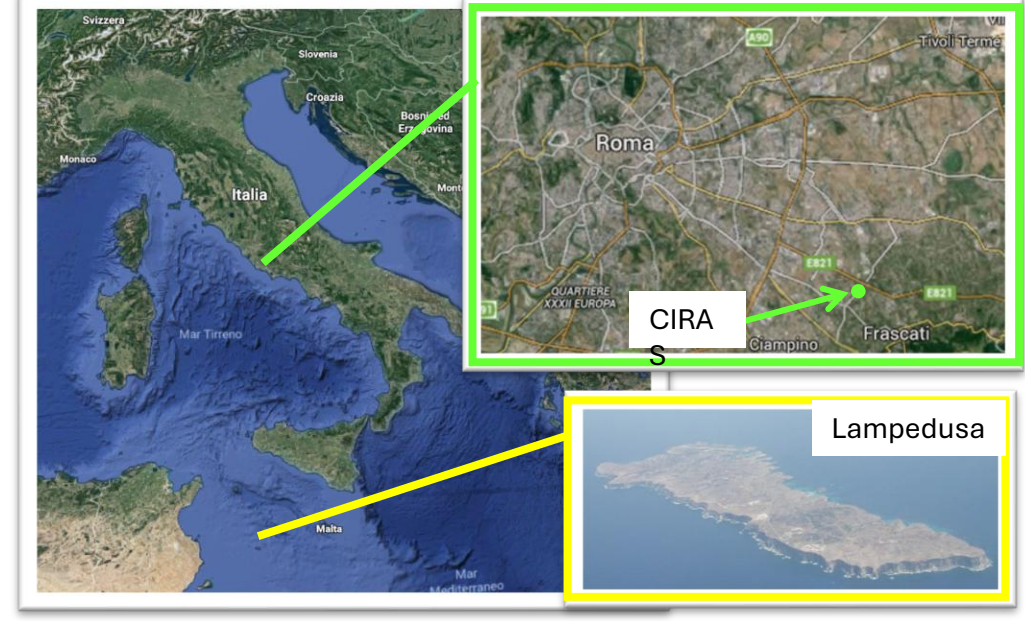 Svizzera
Slovenia
Croazia
Bosnia ed
Erzegovina
Monaco
Mont
Italia
Mar Tirreno
Malta
Mar
Mediterraneo
A90
Tivoli Terme
Roma
E821
E821
QUARTIERE
XXXII EUROPA
91
CIRA
S
Frascati
Ciampino
Lampedusa